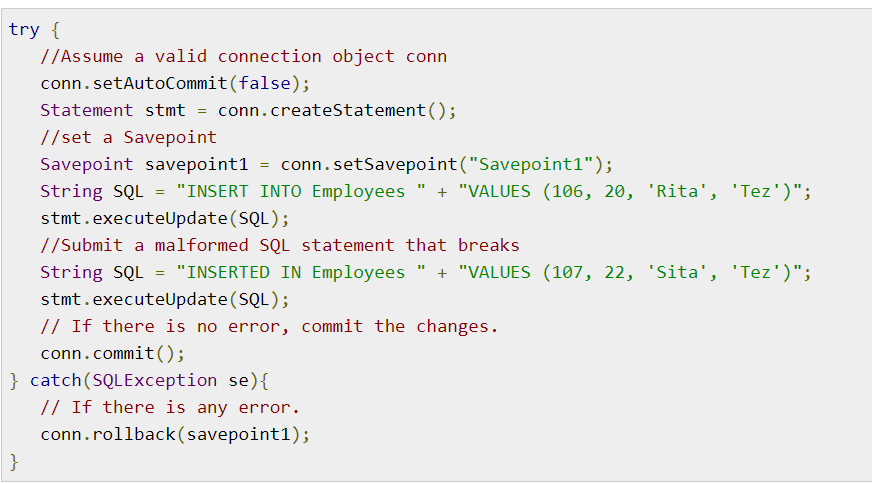 try {
   //Assume a valid connection object conn
   conn.setAutoCommit(false);
   Statement stmt = conn.createStatement();
   //set a Savepoint
   Savepoint savepoint1 = conn.setSavepoint("Savepoint1");
   String SQL = "INSERT INTO Employees " + "VALUES (106, 20, 'Rita', 'Tez')";
   stmt.executeUpdate(SQL);
   //Submit a malformed SQL statement that breaks
   String SQL = "INSERTED IN Employees " + "VALUES (107, 22, 'Sita', 'Tez')";
   stmt.executeUpdate(SQL);
   // If there is no error, commit the changes.
   conn.commit();
} catch(SQLException se){
   // If there is any error.
   conn.rollback(savepoint1);
}